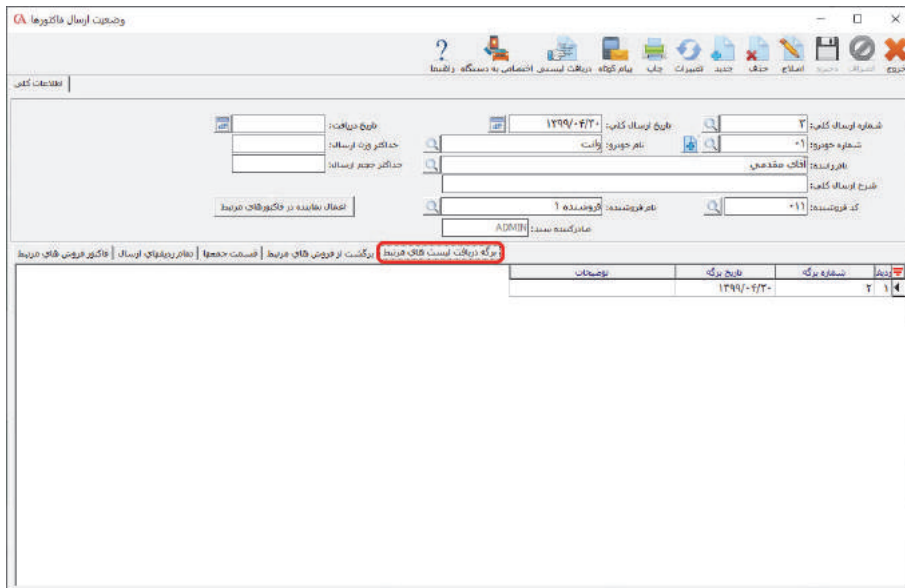 وضعیت ارسال فاکتورها
خروج انصراف ذخیره اصلاح حذف جدید تغییرات چاپ پیام کوتاه دریافت لیستی اختصاصی به دستگاه راهنما
اطلاعات کلی
شماره ارسال کلی: ۳ تاریخ ارسال کلی: ۱۳۹۹/۰۴/۳۰ تاریخ دریافت:
شماره خودرو: ۰۱ نام خودرو: وانت حداکثر وزن ارسال:
نام راننده: آقای مقدمی حداکثر حجم ارسال:
شرح ارسال کلی:
کد فروشنده: ۰۱۱ نام فروشنده: فروشنده ۱ اعمال نماینده در فاکتورهای مرتبط
صادرکننده سند: ADMIN
فاکتور فروش های مرتبط تمام ردیفهای ارسال قسمت جمعها برگشت از فروش های مرتبط برگه دریافت لیست های مرتبط
ردیف شماره برگه تاریخ برگه توضیحات
۱ ۲ ۱۳۹۹/۰۴/۳۰